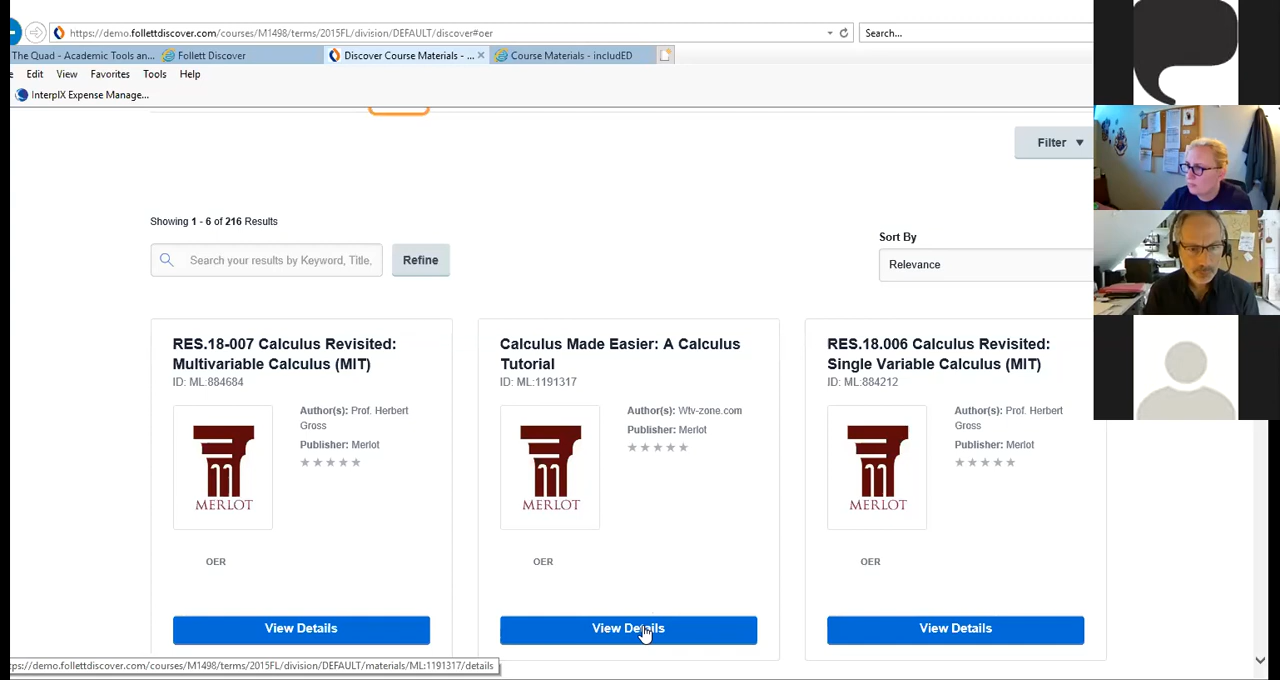 https://demo.follettdiscover.com/courses/M1498/terms/2015FL/division/DEFAULT/discover#oer
Search...
The Quad - Academic Tools an...
Follett Discover
Discover Course Materials - ...
Course Materials - includED
Edit View Favorites Tools Help
InterpIX Expense Manage...
Filter
Showing 1 - 6 of 216 Results
Sort By
Search your results by Keyword, Title,
Refine
Relevance
RES.18-007 Calculus Revisited:
Multivariable Calculus (MIT)
ID: ML:884684
Author(s): Prof. Herbert
Gross
Publisher: Merlot
MERLOT
OER
View Details
Calculus Made Easier: A Calculus
Tutorial
ID: ML:1191317
Author(s): Wtv-zone.com
Publisher: Merlot
MERLOT
OER
View Details
RES.18.006 Calculus Revisited:
Single Variable Calculus (MIT)
ID: ML:884212
Author(s): Prof. Herbert
Gross
Publisher: Merlot
MERLOT
OER
View Details
ps://demo.follettdiscover.com/courses/M1498/terms/2015FL/division/DEFAULT/materials/ML:1191317/details